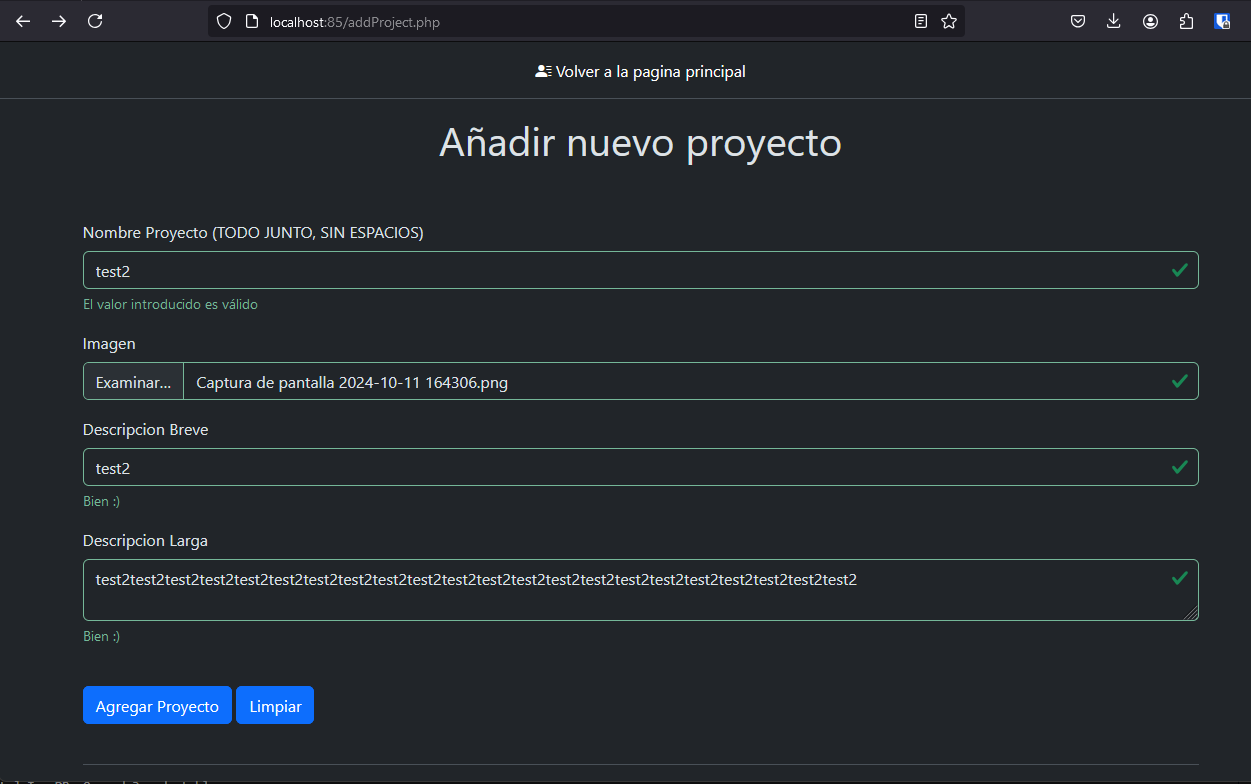 localhost:85/addProject.php
Volver a la pagina principal
Añadir nuevo proyecto
Nombre Proyecto (TODO JUNTO, SIN ESPACIOS)
test2
El valor introducido es válido
Imagen
Examinar... Captura de pantalla 2024-10-11 164306.png
Descripcion Breve
test2
Bien :)
Descripcion Larga
test2test2test2test2test2test2test2test2test2test2test2test2test2test2test2test2test2test2test2test2test2test2
Bien :)
Agregar Proyecto Limpiar